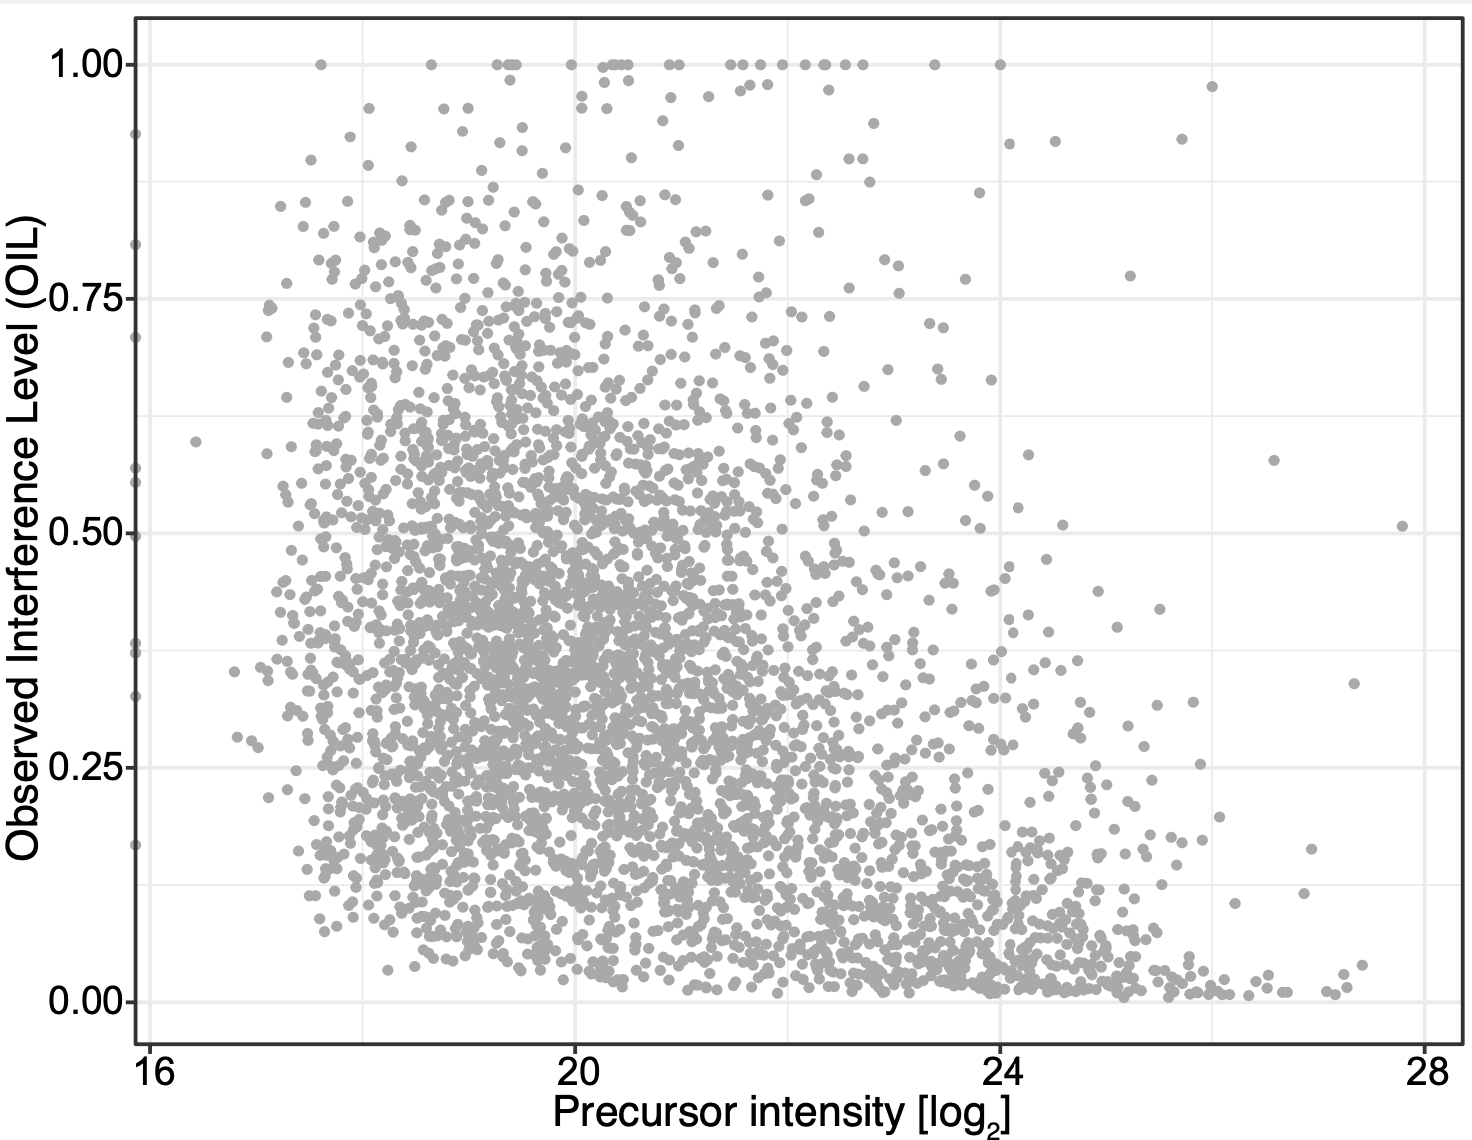 Observed Interference Level (OIL)
1.00
0.75
0.50
0.25
0.00
16 20 24 28
Precursor intensity [log₂]